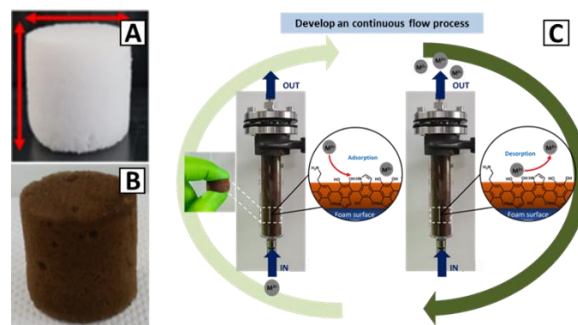 A
B
Develop an continuous flow process
C
OUT
Adsorption
Foam surface
IN
OUT
Desorption
Foam surface
IN